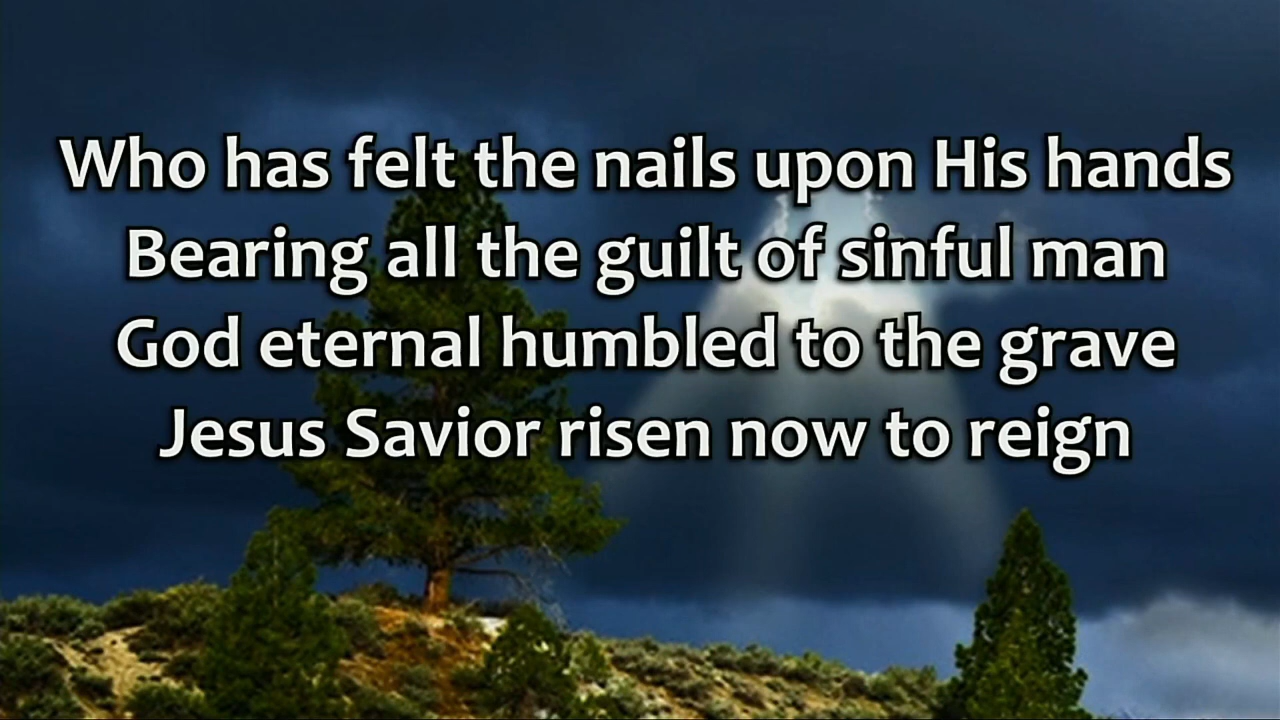 Who has felt the nails upon His hands
Bearing all the guilt of sinful man
God eternal humbled to the grave
Jesus Savior risen now to reign